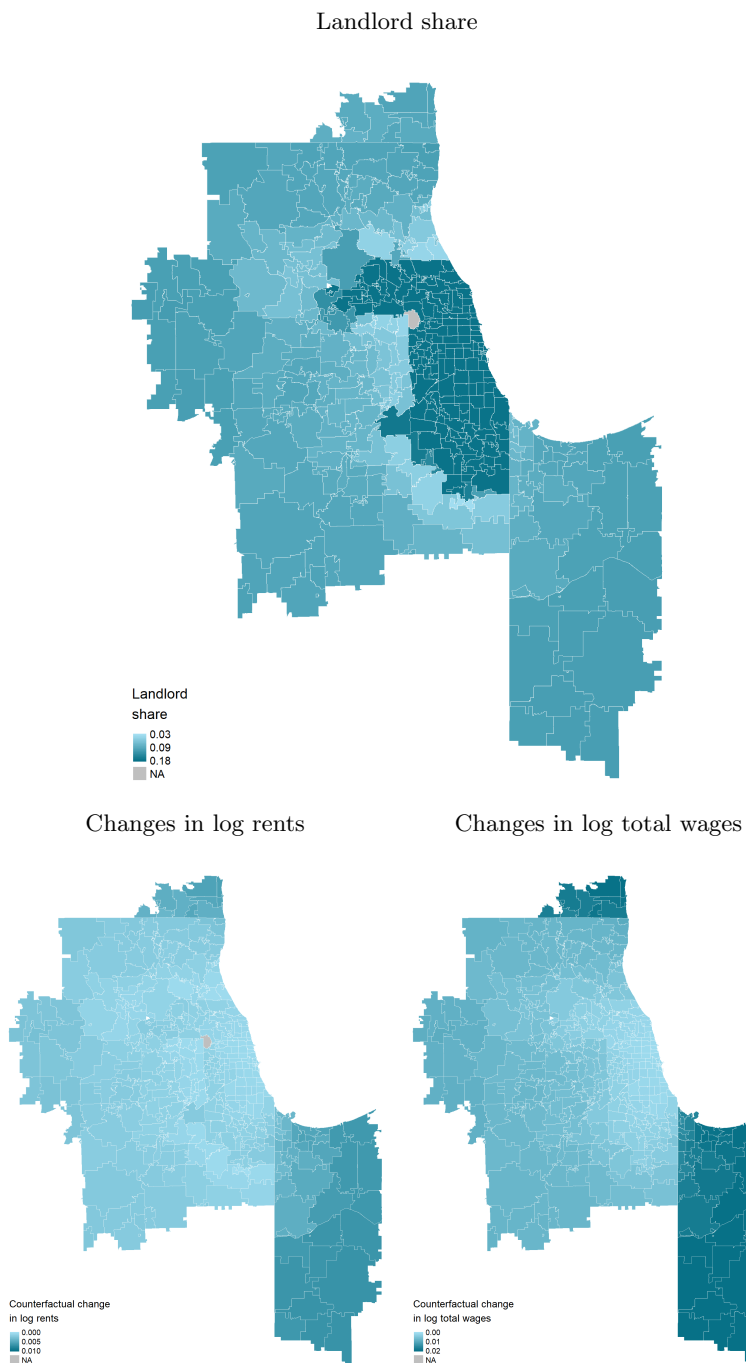 Landlord share
Landlord
share
0.03
0.09
0.18
NA
Changes in log rents
Changes in log total wages
Counterfactual change
in log rents
0.000
0.005
0.010
NA
Counterfactual change
in log total wages
0.00
0.01
0.02
NA